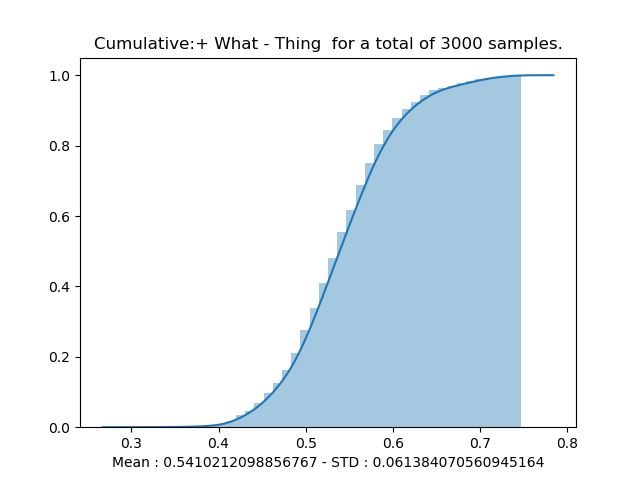 Cumulative:+ What - Thing  for a total of 3000 samples.
1.0
0.8
0.6
0.4
0.2
0.0
0.3 0.4 0.5 0.6 0.7 0.8
Mean : 0.5410212098856767 - STD : 0.061384070560945164